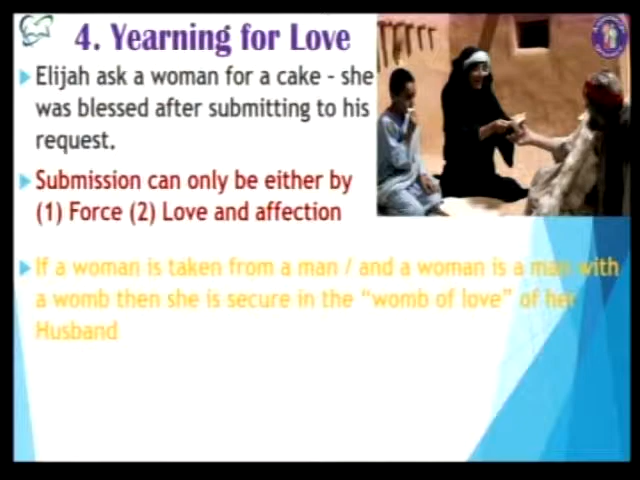 4. Yearning for Love
Elijah ask a woman for a cake - she
was blessed after submitting to his
request.
Submission can only be either by
(1) Force (2) Love and affection
If a woman is taken from a man / and a woman is a man with
a womb then she is secure in the “womb of love” of her
Husband